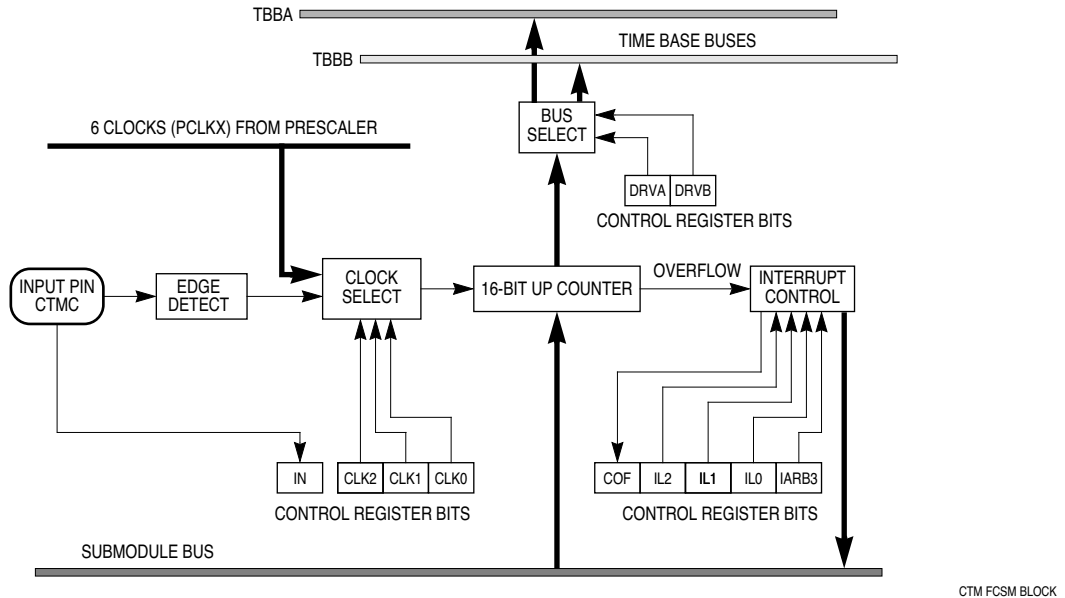 TBBA
TIME BASE BUSES
TBBB
BUS
SELECT
6 CLOCKS (PCLKX) FROM PRESCALER
DRVA DRVB
CONTROL REGISTER BITS
INPUT PIN
CTMC
EDGE
DETECT
CLOCK
SELECT
16-BIT UP COUNTER
OVERFLOW
INTERRUPT
CONTROL
IN
CLK2 CLK1 CLK0
CONTROL REGISTER BITS
COF IL2 IL1 IL0 IARB3
CONTROL REGISTER BITS
SUBMODULE BUS
CTM FCSM BLOCK